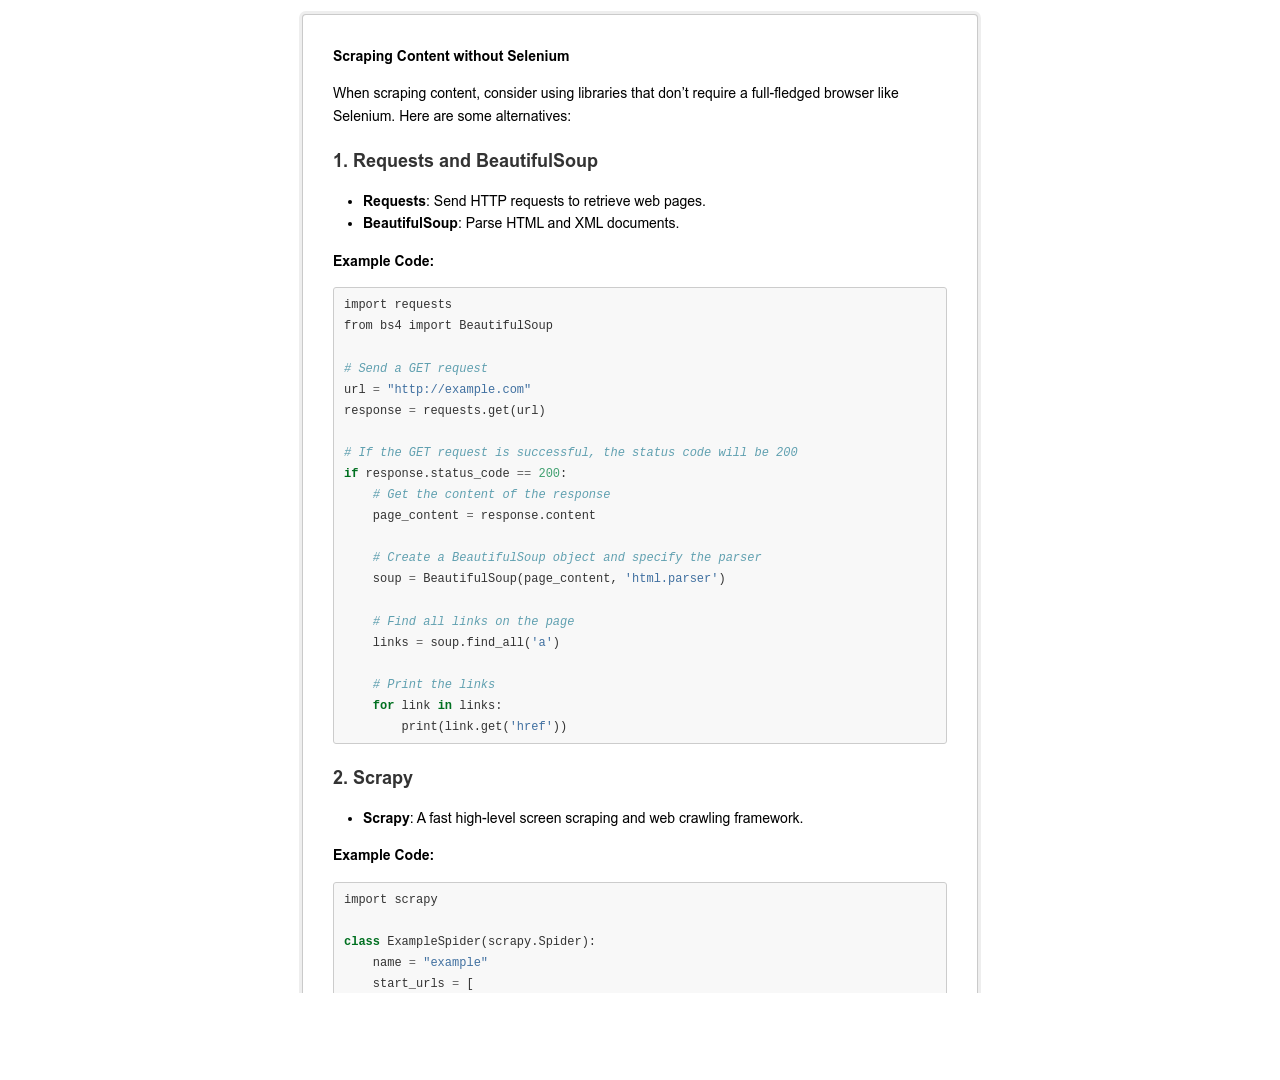 Scraping Content without Selenium
When scraping content, consider using libraries that don’t require a full-fledged browser like
Selenium. Here are some alternatives:
1. Requests and BeautifulSoup
• Requests: Send HTTP requests to retrieve web pages.
• BeautifulSoup: Parse HTML and XML documents.
Example Code:
import requests
from bs4 import BeautifulSoup
# Send a GET request
url = "http://example.com"
response = requests.get(url)
# If the GET request is successful, the status code will be 200
if response.status_code == 200:
    # Get the content of the response
    page_content = response.content
    # Create a BeautifulSoup object and specify the parser
    soup = BeautifulSoup(page_content, 'html.parser')
    # Find all links on the page
    links = soup.find_all('a')
    # Print the links
    for link in links:
        print(link.get('href'))
2. Scrapy
• Scrapy: A fast high-level screen scraping and web crawling framework.
Example Code:
import scrapy
class ExampleSpider(scrapy.Spider):
    name = "example"
    start_urls = [